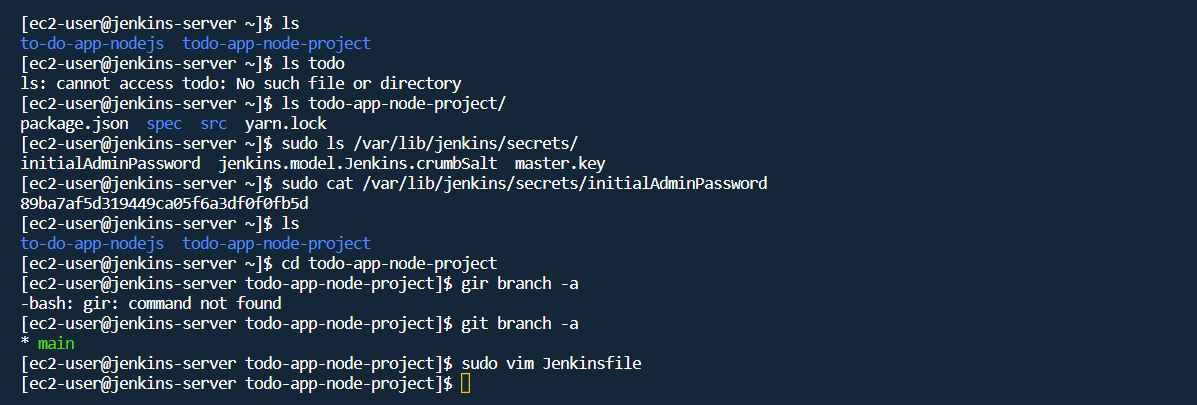 [ec2-user@jenkins-server ~]$ ls
to-do-app-nodejs  todo-app-node-project
[ec2-user@jenkins-server ~]$ ls todo
ls: cannot access todo: No such file or directory
[ec2-user@jenkins-server ~]$ ls todo-app-node-project/
package.json  spec  src  yarn.lock
[ec2-user@jenkins-server ~]$ sudo ls /var/lib/jenkins/secrets/
initialAdminPassword  jenkins.model.Jenkins.crumbSalt  master.key
[ec2-user@jenkins-server ~]$ sudo cat /var/lib/jenkins/secrets/initialAdminPassword
89ba7af5d319449ca05f6a3df0f0fb5d
[ec2-user@jenkins-server ~]$ ls
to-do-app-nodejs  todo-app-node-project
[ec2-user@jenkins-server ~]$ cd todo-app-node-project
[ec2-user@jenkins-server todo-app-node-project]$ gir branch -a
-bash: gir: command not found
[ec2-user@jenkins-server todo-app-node-project]$ git branch -a
* main
[ec2-user@jenkins-server todo-app-node-project]$ sudo vim Jenkinsfile
[ec2-user@jenkins-server todo-app-node-project]$